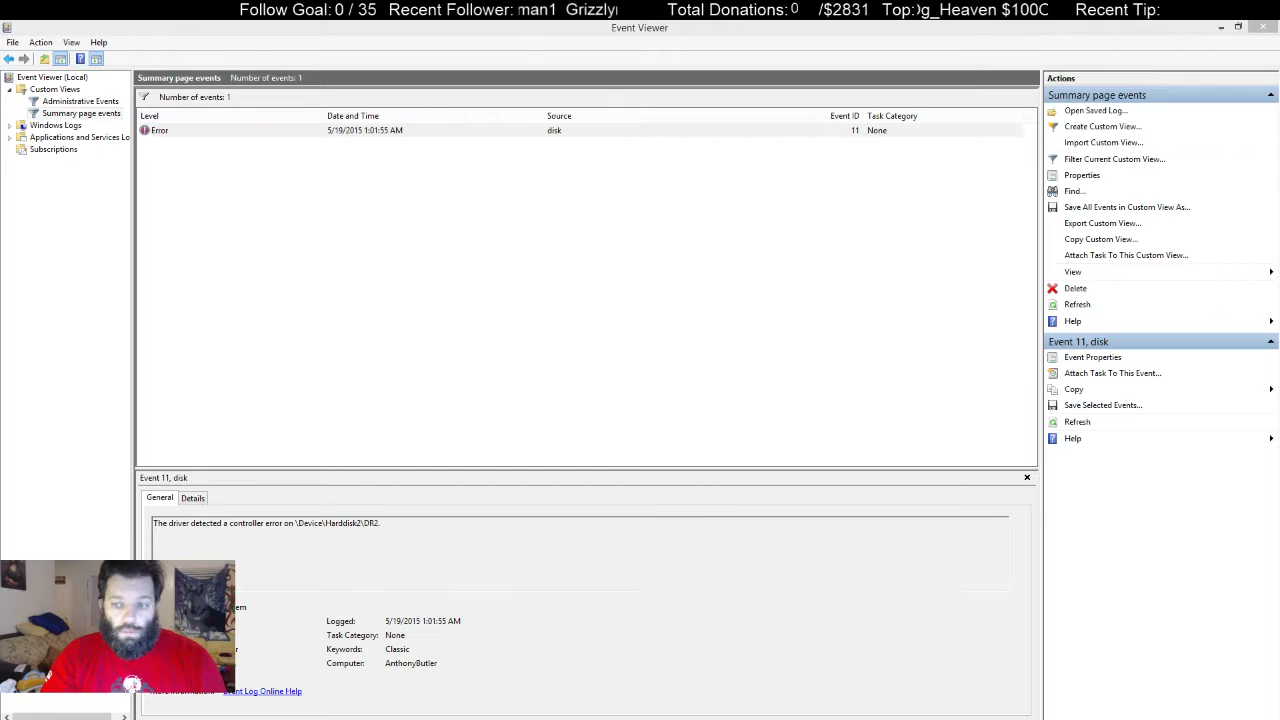 Follow Goal: 0 / 35 Recent Follower: man1 Grizzly Total Donations: 0 /$2831 Top: g_Heaven $100 Recent Tip:
Event Viewer
File Action View Help
Event Viewer (Local)
Custom Views
Administrative Events
Summary page events
Windows Logs
Applications and Services Lo
Subscriptions
Summary page events Number of events: 1
Number of events: 1
Level Date and Time Source Event ID Task Category
Error 5/19/2015 1:01:55 AM disk 11 None
Event 11, disk
General Details
The driver detected a controller error on \Device\Harddisk2\DR2.
em
Logged: 5/19/2015 1:01:55 AM
Task Category: None
Keywords: Classic
Computer: AnthonyButler
Event Log Online Help
Actions
Summary page events
Open Saved Log...
Create Custom View...
Import Custom View...
Filter Current Custom View...
Properties
Find...
Save All Events in Custom View As...
Export Custom View...
Copy Custom View...
Attach Task To This Custom View...
View
Delete
Refresh
Help
Event 11, disk
Event Properties
Attach Task To This Event...
Copy
Save Selected Events...
Refresh
Help